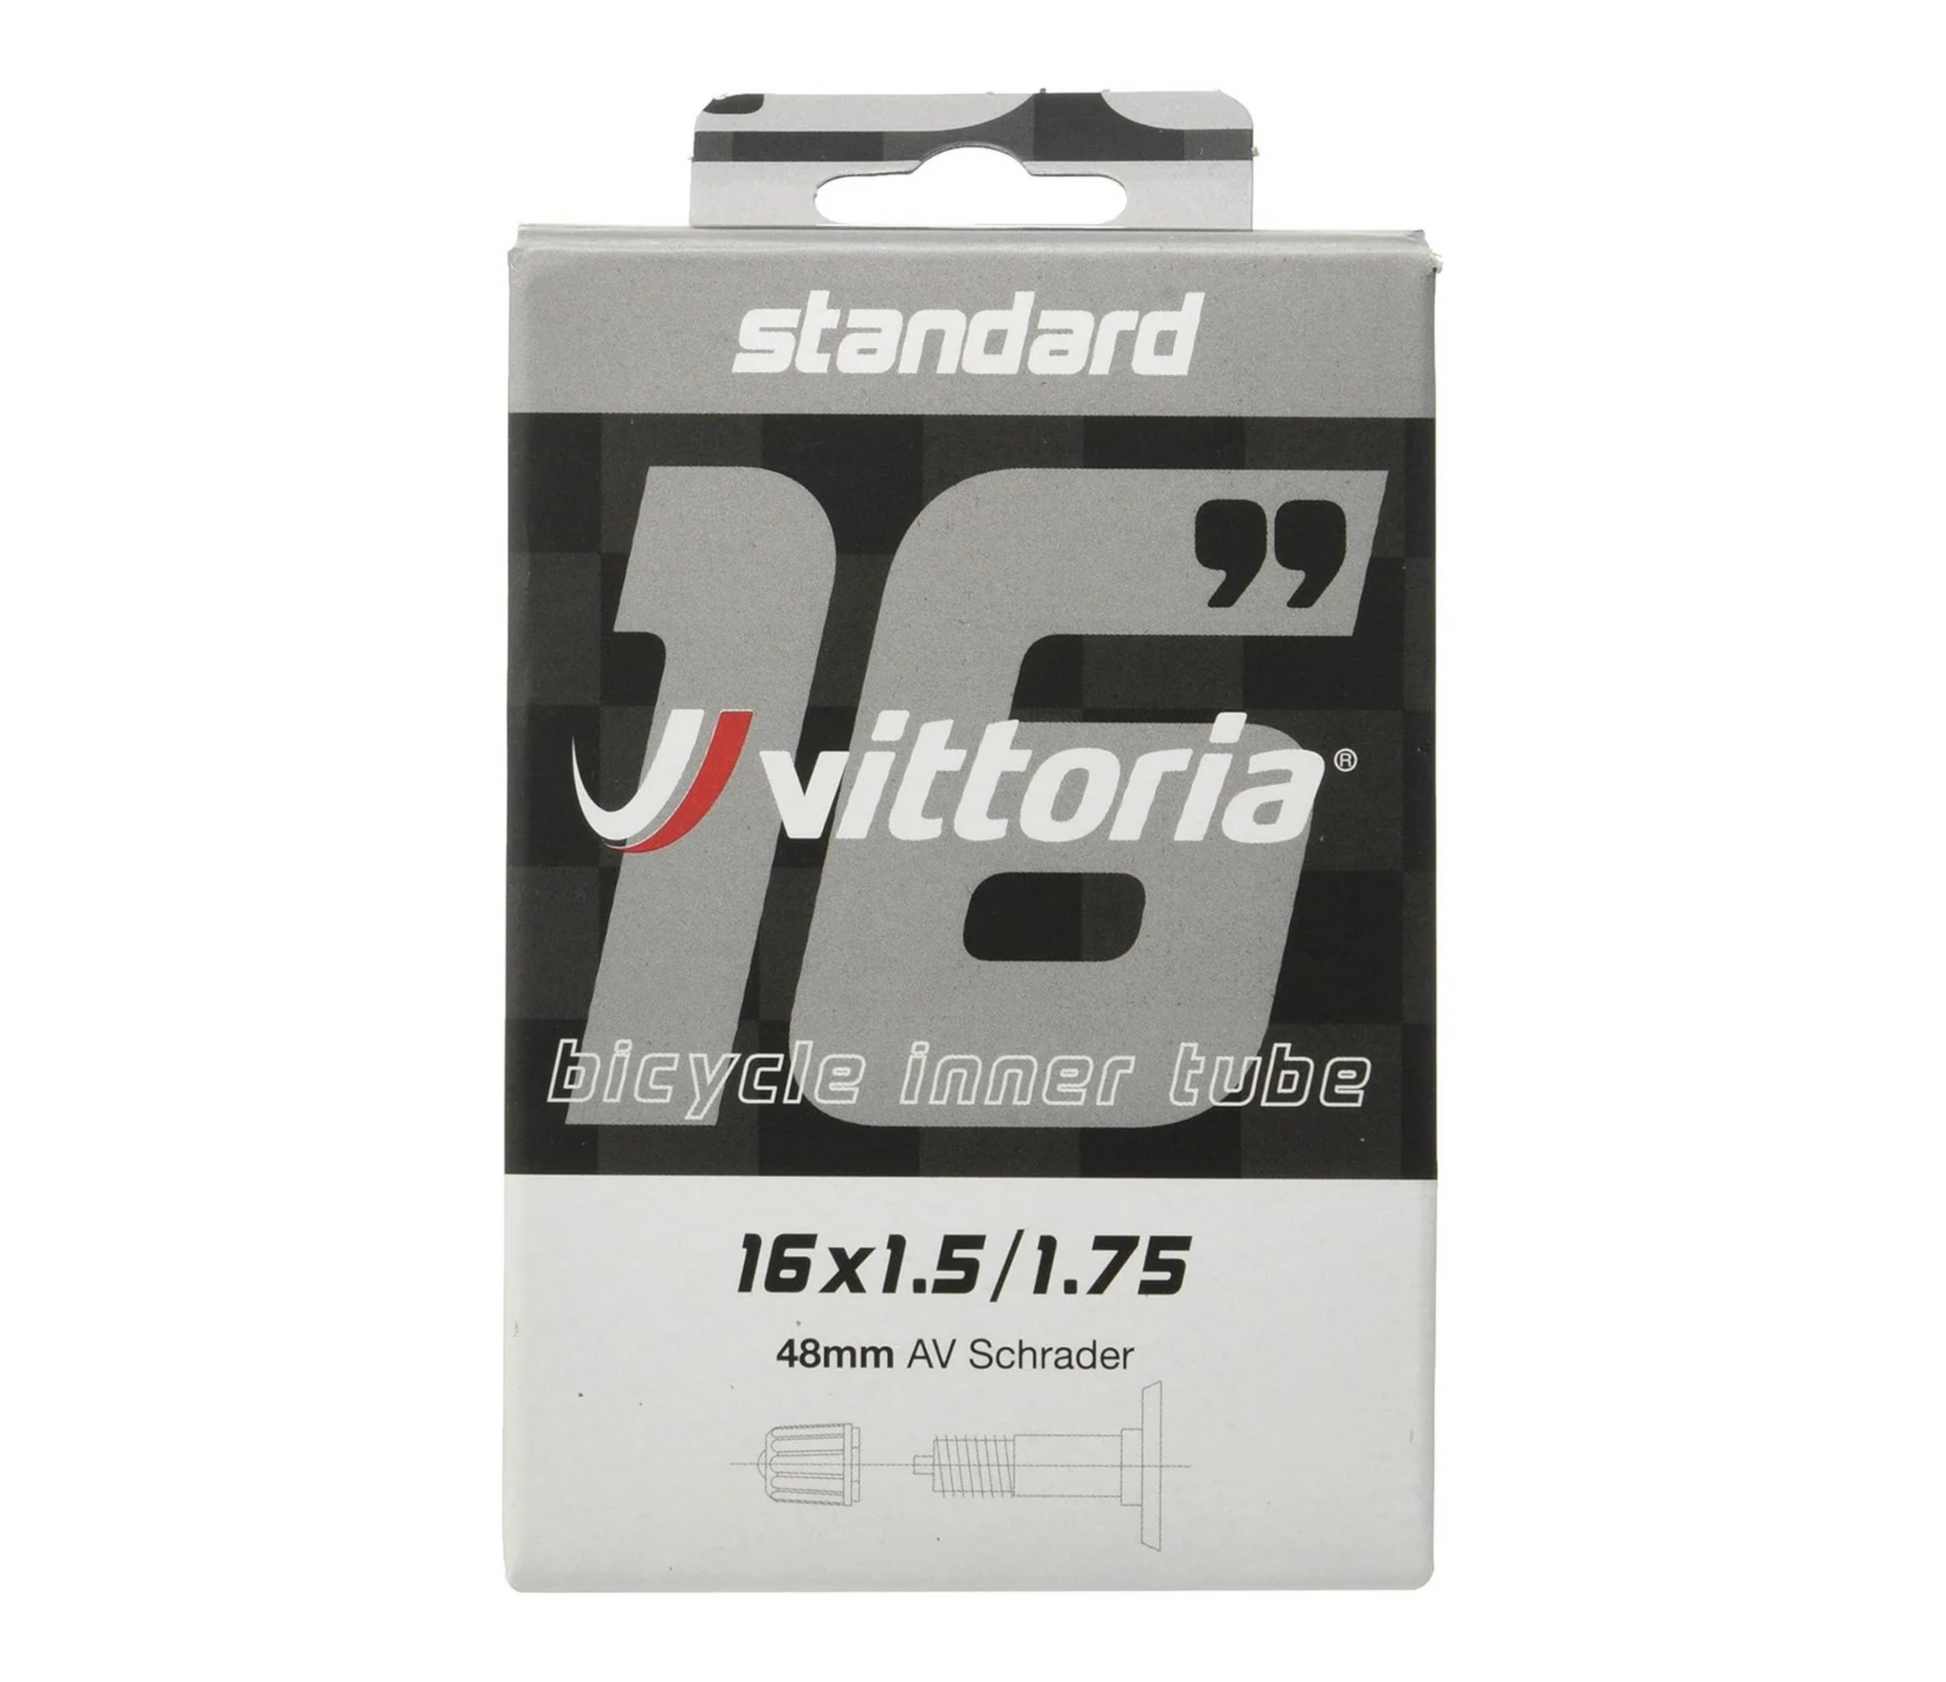 standard
16”
vittoria®
bicycle inner tube
16x1.5/1.75
48mm AV Schrader